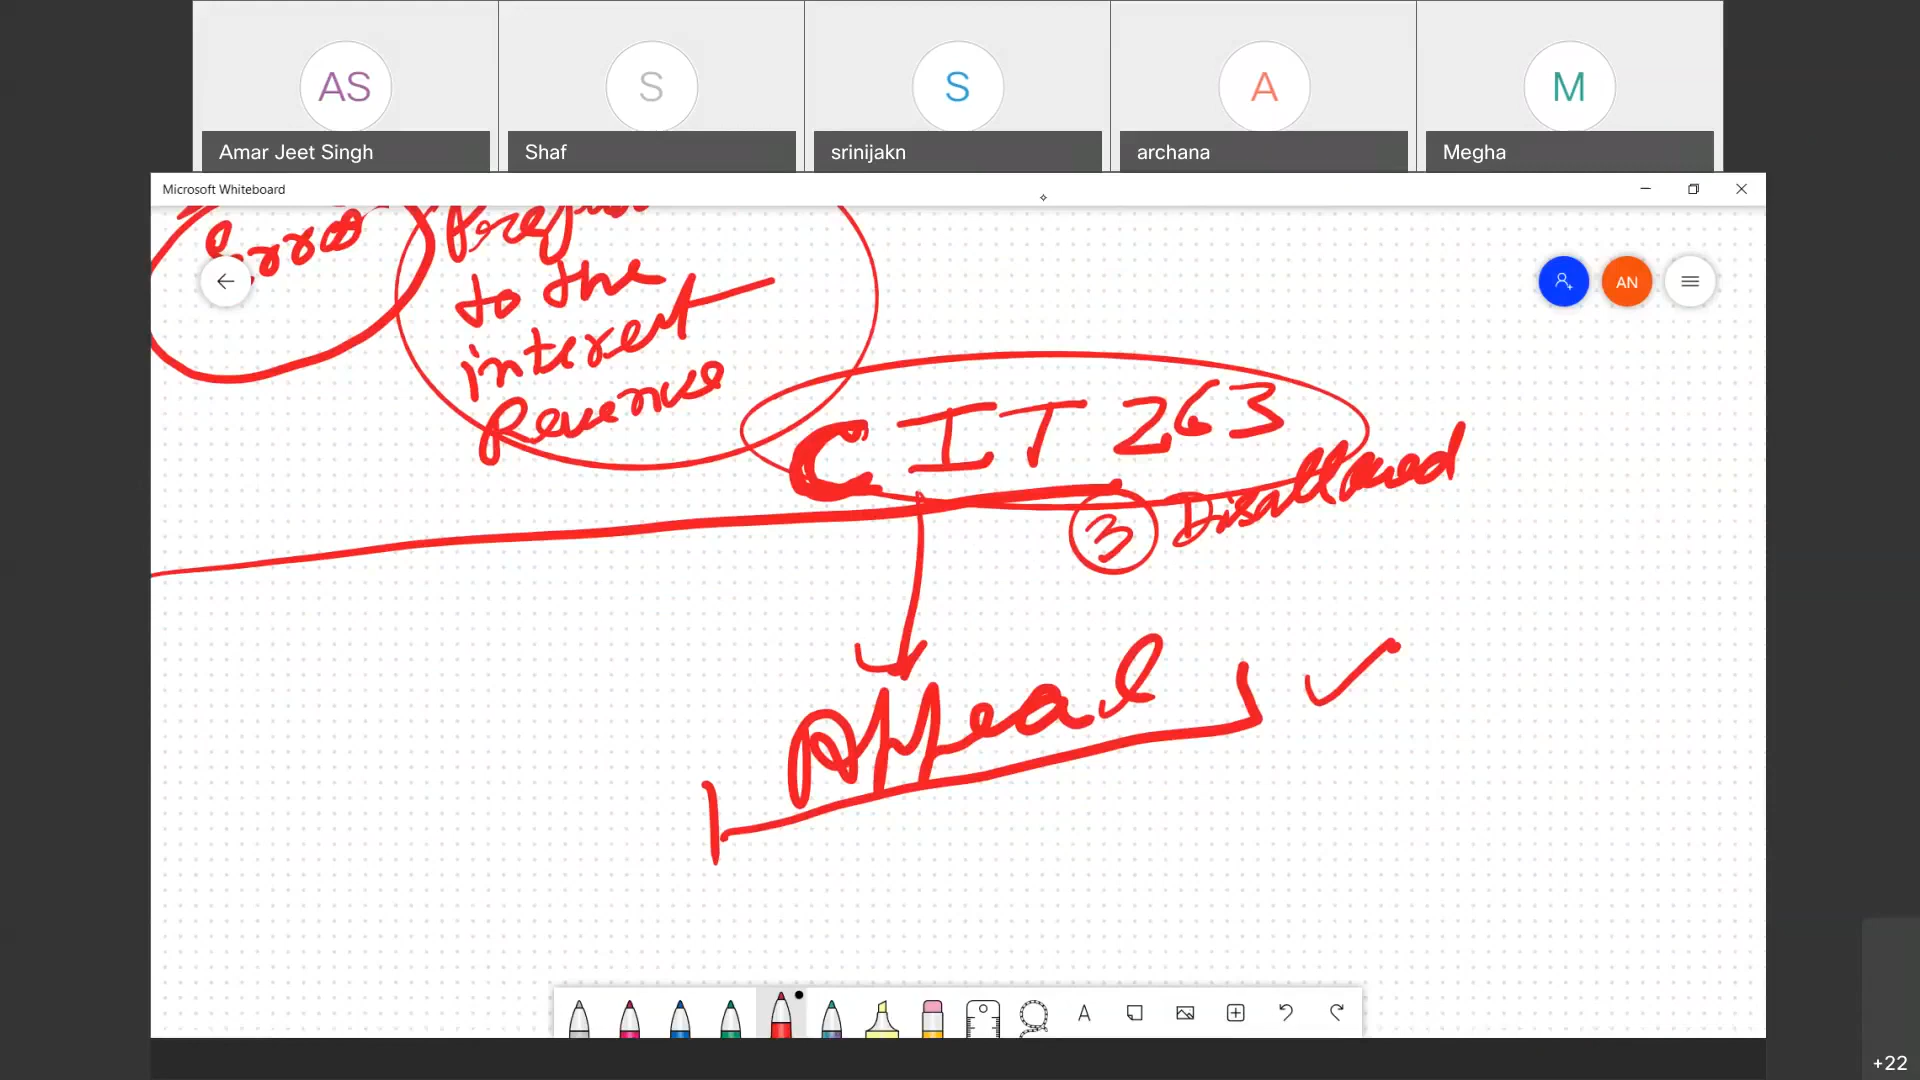 AS
S
S
A
M
Amar Jeet Singh
Shaf
srinijakn
archana
Megha
Microsoft Whiteboard
to the
interest
Revenue
AN
CIT 263
3 Disallowed
Appeal
A
+22